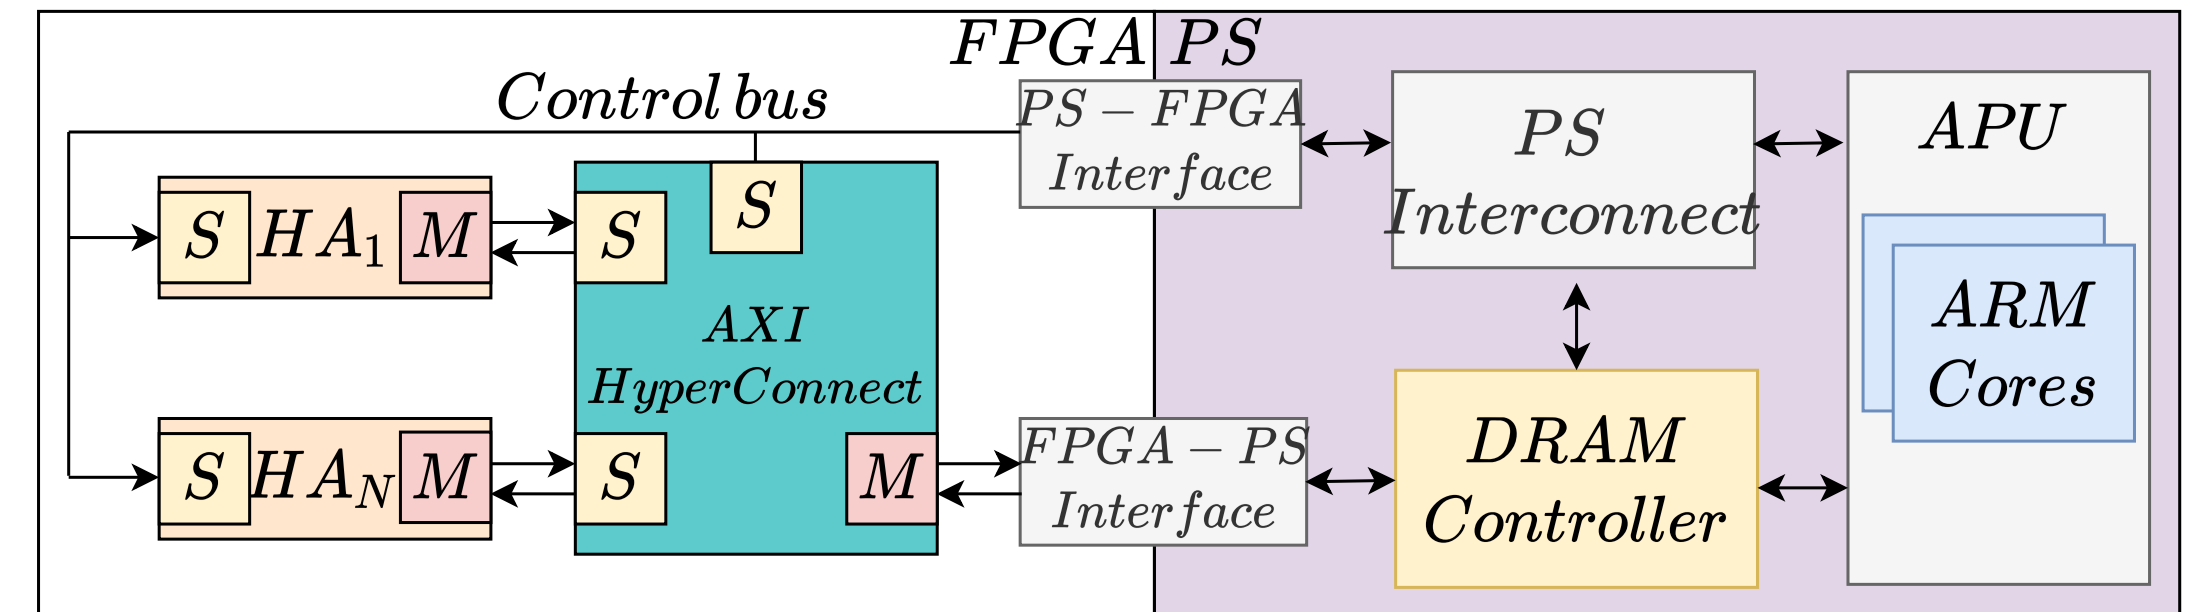 FPGA PS
Control bus
PS – FPGA
Interface
PS
Interconnect
APU
S
HA1
M
S
S
AXI
HyperConnect
ARM
Cores
S
HAN
M
S
M
FPGA – PS
Interface
DRAM
Controller